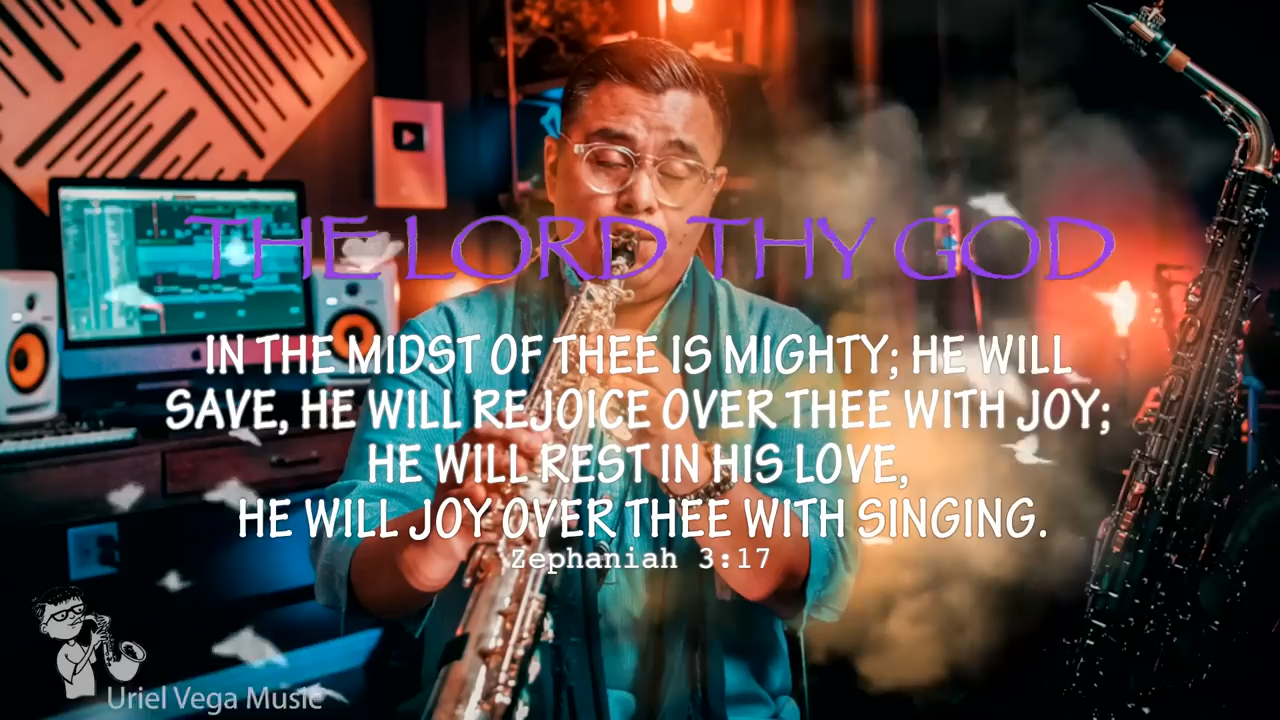 THE LORD THY GOD
IN THE MIDST OF THEE IS MIGHTY; HE WILL
SAVE, HE WILL REJOICE OVER THEE WITH JOY;
HE WILL REST IN HIS LOVE,
HE WILL JOY OVER THEE WITH SINGING.
Zephaniah 3:17
Uriel Vega Music